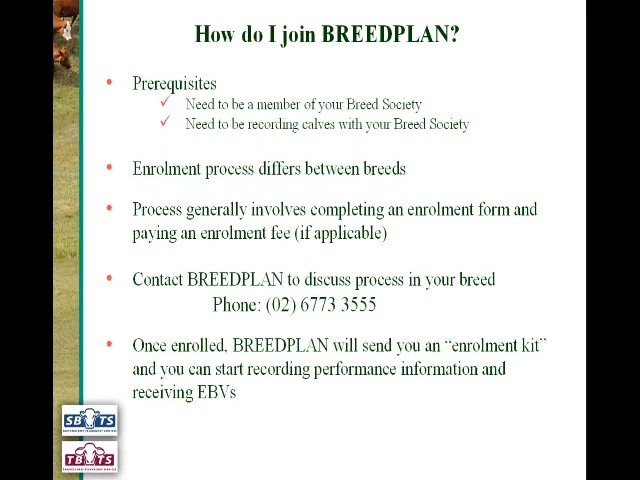 How do I join BREEDPLAN?
Prerequisites
Need to be a member of your Breed Society
Need to be recording calves with your Breed Society
Enrolment process differs between breeds
Process generally involves completing an enrolment form and
paying an enrolment fee (if applicable)
Contact BREEDPLAN to discuss process in your breed
Phone: (02) 6773 3555
Once enrolled, BREEDPLAN will send you an “enrolment kit”
and you can start recording performance information and
receiving EBVs
SBTS
TBTS